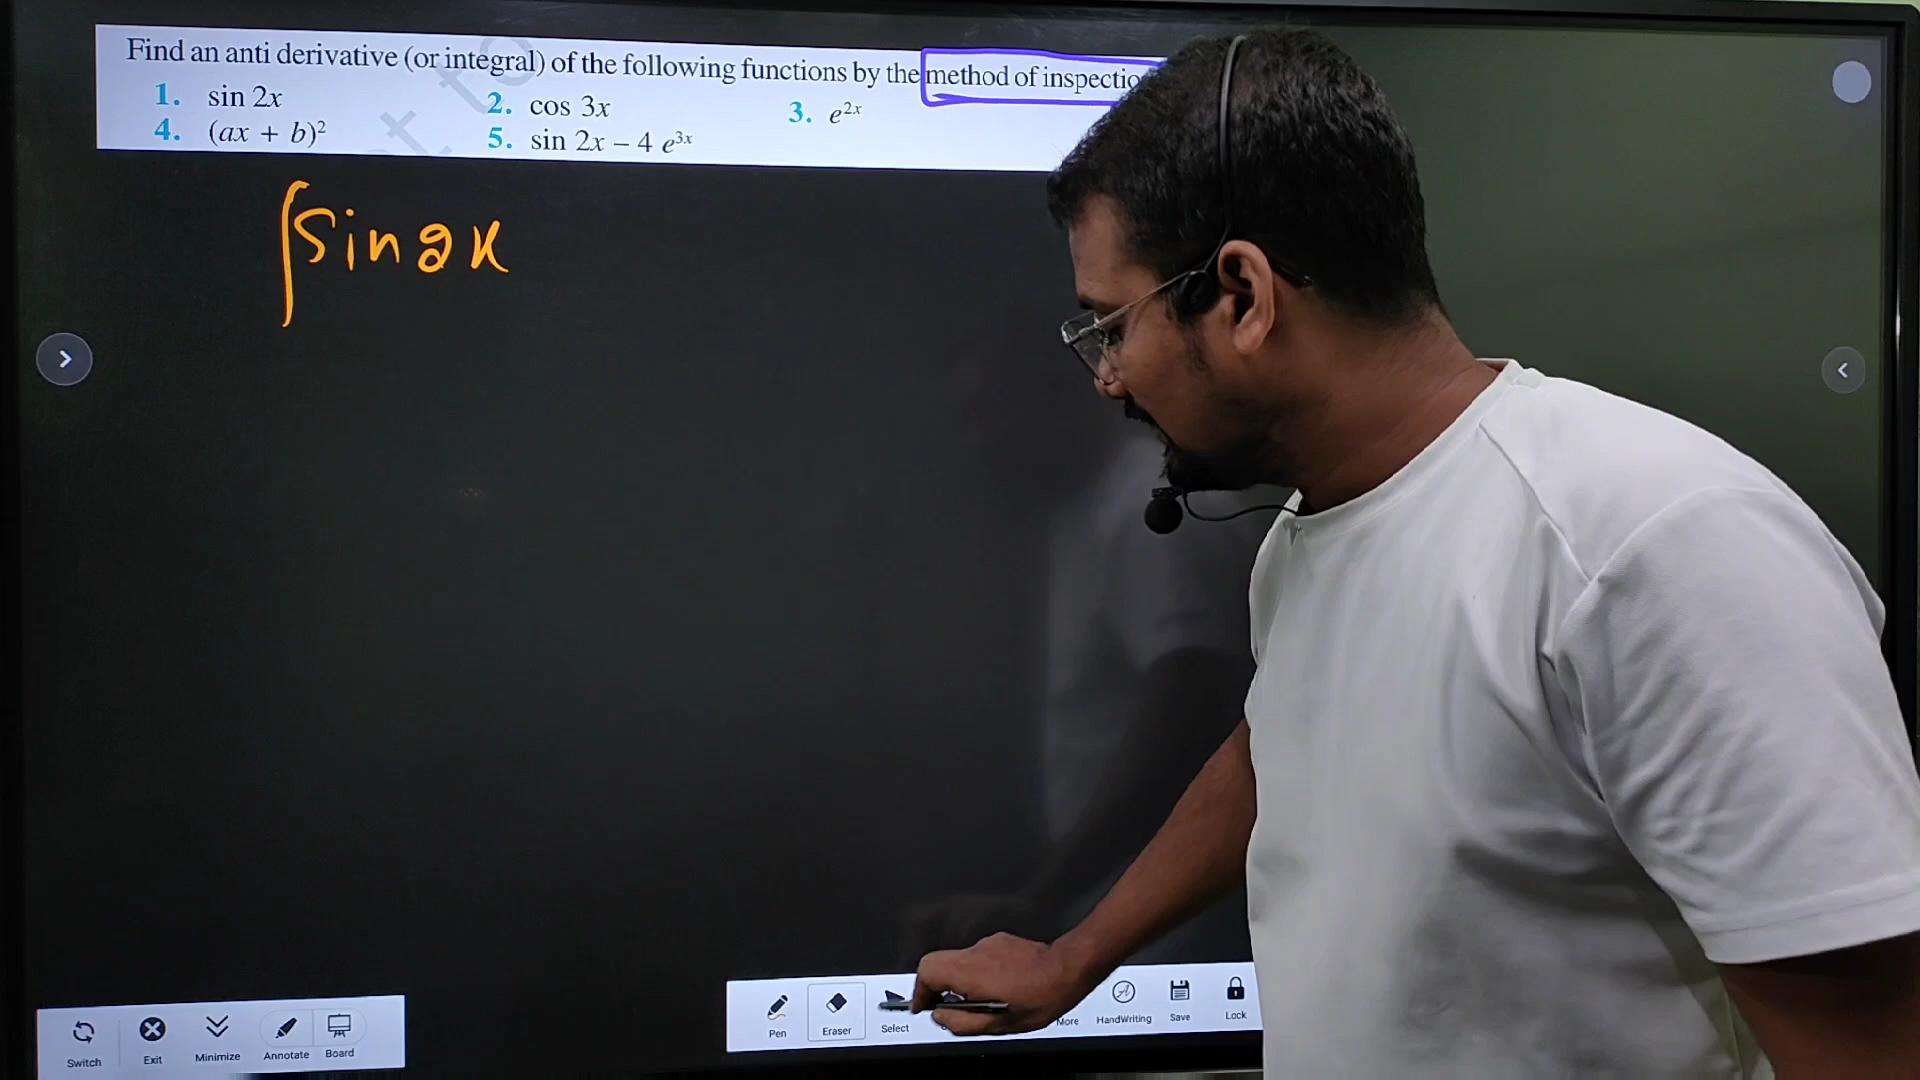 Find an anti derivative (or integral) of the following functions by the method of inspectio
1. sin 2x 2. cos 3x 3. e²ˣ
4. (ax + b)² 5. sin 2x – 4 e³ˣ
∫sin2x
Switch Exit Minimize Annotate Board
Pen Eraser Select More HandWriting Save Lock